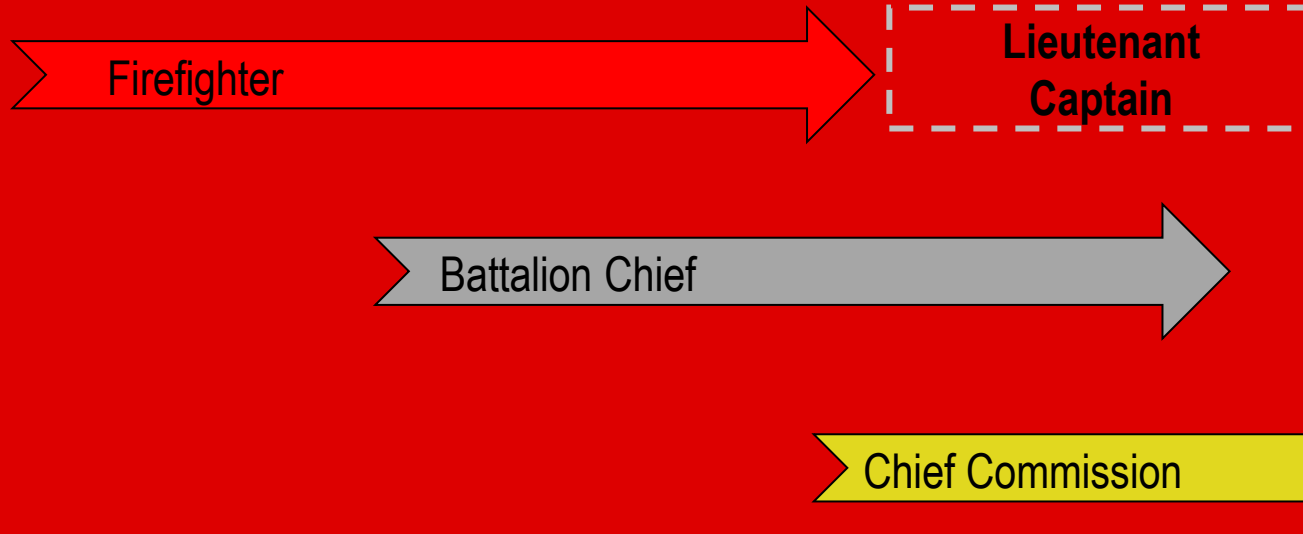 Firefighter
Lieutenant
Captain
Battalion Chief
Chief Commission